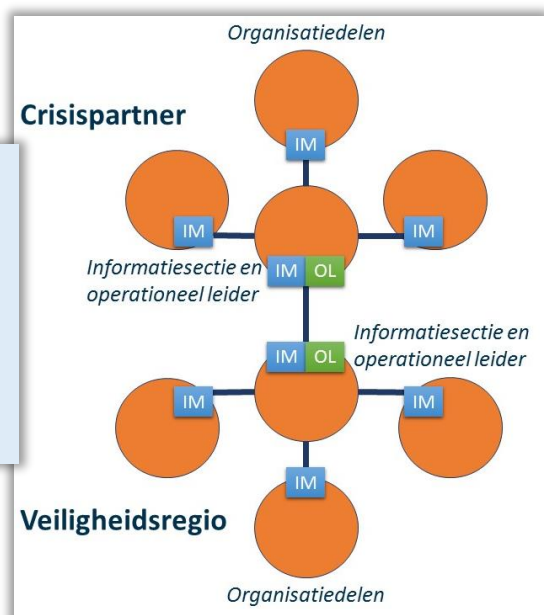 Organisatiedelen
Crisispartner
IM
IM
IM
Informatiesectie en
operationeel leider
IM OL
IM OL
Informatiesectie en
operationeel leider
IM
IM
IM
Veiligheidsregio
Organisatiedelen